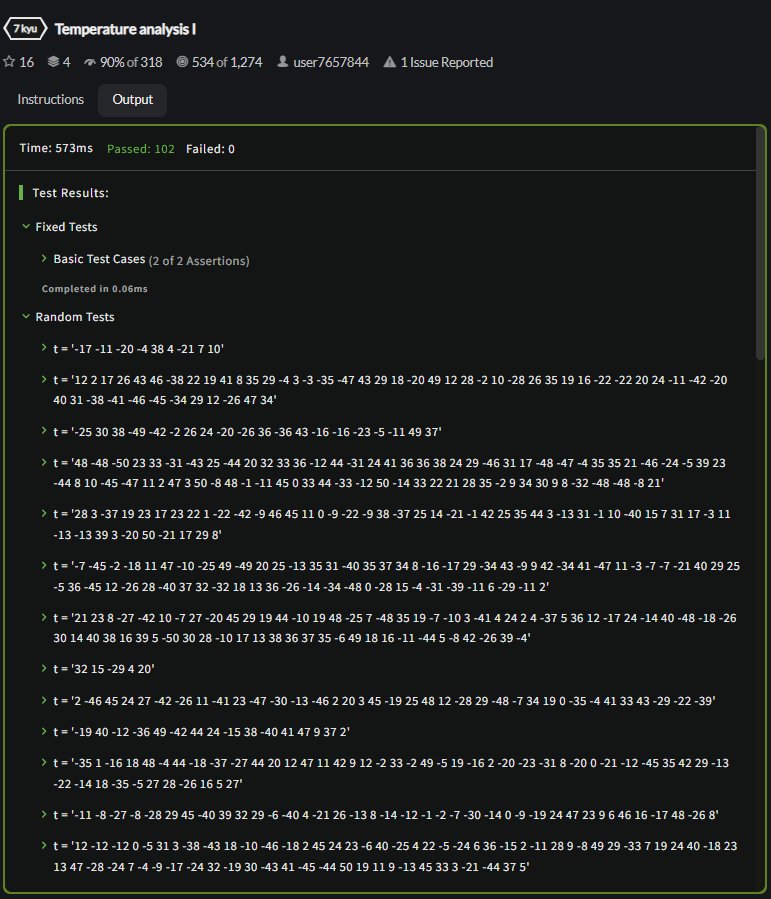 7 kyu Temperature analysis I
16 4 90% of 318 534 of 1,274 user7657844 1 Issue Reported
Instructions Output
Time: 573ms Passed: 102 Failed: 0
Test Results:
Fixed Tests
Basic Test Cases (2 of 2 Assertions)
Completed in 0.06ms
Random Tests
t = '-17 -11 -20 -4 38 4 -21 7 10'
t = '12 2 17 26 43 46 -38 22 19 41 8 35 29 -4 3 -3 -35 -47 43 29 18 -20 49 12 28 -2 10 -28 26 35 19 16 -22 -22 20 24 -11 -42 -20
40 31 -38 -41 -46 -45 -34 29 12 -26 47 34'
t = '-25 30 38 -49 -42 -2 26 24 -20 -26 36 -36 43 -16 -16 -23 -5 -11 49 37'
t = '48 -48 -50 23 33 -31 -43 25 -44 20 32 33 36 -12 44 -31 24 41 36 36 38 24 29 -46 31 17 -48 -47 -4 35 35 21 -46 -24 -5 39 23
-44 8 10 -45 -47 11 2 47 3 50 -8 48 -1 -11 45 0 33 44 -33 -12 50 -14 33 22 21 28 35 -2 9 34 30 9 8 -32 -48 -48 -8 21'
t = '28 3 -37 19 23 17 23 22 1 -22 -42 -9 46 45 11 0 -9 -22 -9 38 -37 25 14 -21 -1 42 25 35 44 3 -13 31 -1 10 -40 15 7 31 17 -3 11
-13 -13 39 3 -20 50 -21 17 29 8'
t = '-7 -45 -2 -18 11 47 -10 -25 49 -49 20 25 -13 35 31 -40 35 37 34 8 -16 -17 29 -34 43 -9 9 42 -34 41 -47 11 -3 -7 -7 -21 40 29 25
-5 36 -45 12 -26 28 -40 37 32 -32 18 13 36 -26 -14 -34 -48 0 -28 15 -4 -31 -39 -11 6 -29 -11 2'
t = '21 23 8 -27 -42 10 -7 27 -20 45 29 19 44 -10 19 48 -25 7 -48 35 19 -7 -10 3 -41 4 24 2 4 -37 5 36 12 -17 24 -14 40 -48 -18 -26
30 14 40 38 16 39 5 -50 30 28 -10 17 13 38 36 37 35 -6 49 18 16 -11 -44 5 -8 42 -26 39 -4'
t = '32 15 -29 4 20'
t = '2 -46 45 24 27 -42 -26 11 -41 23 -47 -30 -13 -46 2 20 3 45 -19 25 48 12 -28 29 -48 -7 34 19 0 -35 -4 41 33 43 -29 -22 -39'
t = '-19 40 -12 -36 49 -42 44 24 -15 38 -40 41 47 9 37 2'
t = '-35 1 -16 18 48 -4 44 -18 -37 -27 44 20 12 47 11 42 9 12 -2 33 -2 49 -5 19 -16 2 -20 -23 -31 8 -20 0 -21 -12 -45 35 42 29 -13
-22 -14 18 -35 -5 27 28 -26 16 5 27'
t = '-11 -8 -27 -8 -28 29 45 -40 39 32 29 -6 -40 4 -21 26 -13 8 -14 -12 -1 -2 -7 -30 -14 0 -9 -19 24 47 23 9 6 46 16 -17 48 -26 8'
t = '12 -12 -12 0 -5 31 3 -38 -43 18 -10 -46 -18 2 45 24 23 -6 40 -25 4 22 -5 -24 6 36 -15 2 -11 28 9 -8 49 29 -33 7 19 24 40 -18 23
13 47 -28 -24 7 -4 -9 -17 -24 32 -19 30 -43 41 -45 -44 50 19 11 9 -13 45 33 3 -21 -44 37 5'